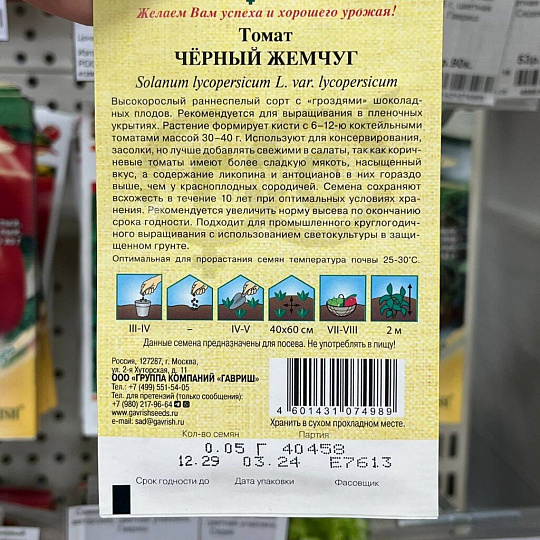 Желаем Вам успеха и хорошего урожая!
Томат
ЧЁРНЫЙ ЖЕМЧУГ
Solanum lycopersicum L. var. lycopersicum
Высокорослый раннеспелый сорт с «гроздями» шоколад-
ных плодов. Рекомендуется для выращивания в пленочных
укрытиях. Растение формирует кисти с 6–12-ю коктейльными
томатами массой 30–40 г. Используют для консервирования,
засолки, но лучше добавлять свежими в салаты, так как корич-
невые томаты имеют более сладкую мякоть, насыщенный
вкус, а содержание ликопина и антоцианов в них гораздо
выше, чем у красноплодных сородичей. Семена сохраняют
всхожесть в течение 10 лет при оптимальных условиях хра-
нения. Рекомендуется увеличить норму высева по окончанию
срока годности. Подходит для промышленного круглогодич-
ного выращивания с использованием светокультуры в защи-
щенном грунте.
Оптимальная для прорастания семян температура почвы 25-30°С.
III-IV – IV-V 40х60 см VII-VIII 2 м
Данные семена предназначены для посева. Не употреблять в пищу!
Россия, 127287, г. Москва,
ул. 2-я Хуторская, д. 11
ООО «ГРУППА КОМПАНИЙ «ГАВРИШ»
Тел.: +7 (499) 551-54-05
Тел. для претензий (только сообщения):
+7 (980) 217-96-64
www.gavrishseeds.ru
e-mail: sad@gavrish.ru
4 601431 074989
Хранить в сухом прохладном месте.
Кол-во семян Партия
0.05 Г 40458
12.29 03.24 E7613
Срок годности до Дата упаковки Фасовщик